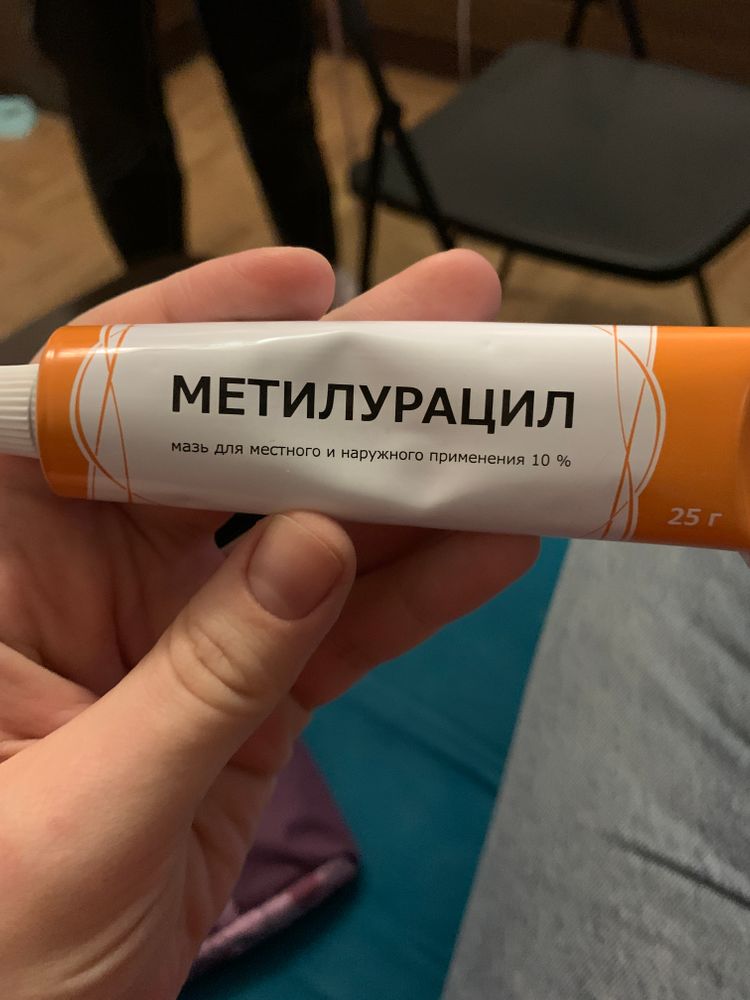 МЕТИЛУРАЦИЛ
мазь для местного и наружного применения 10 %
25 г